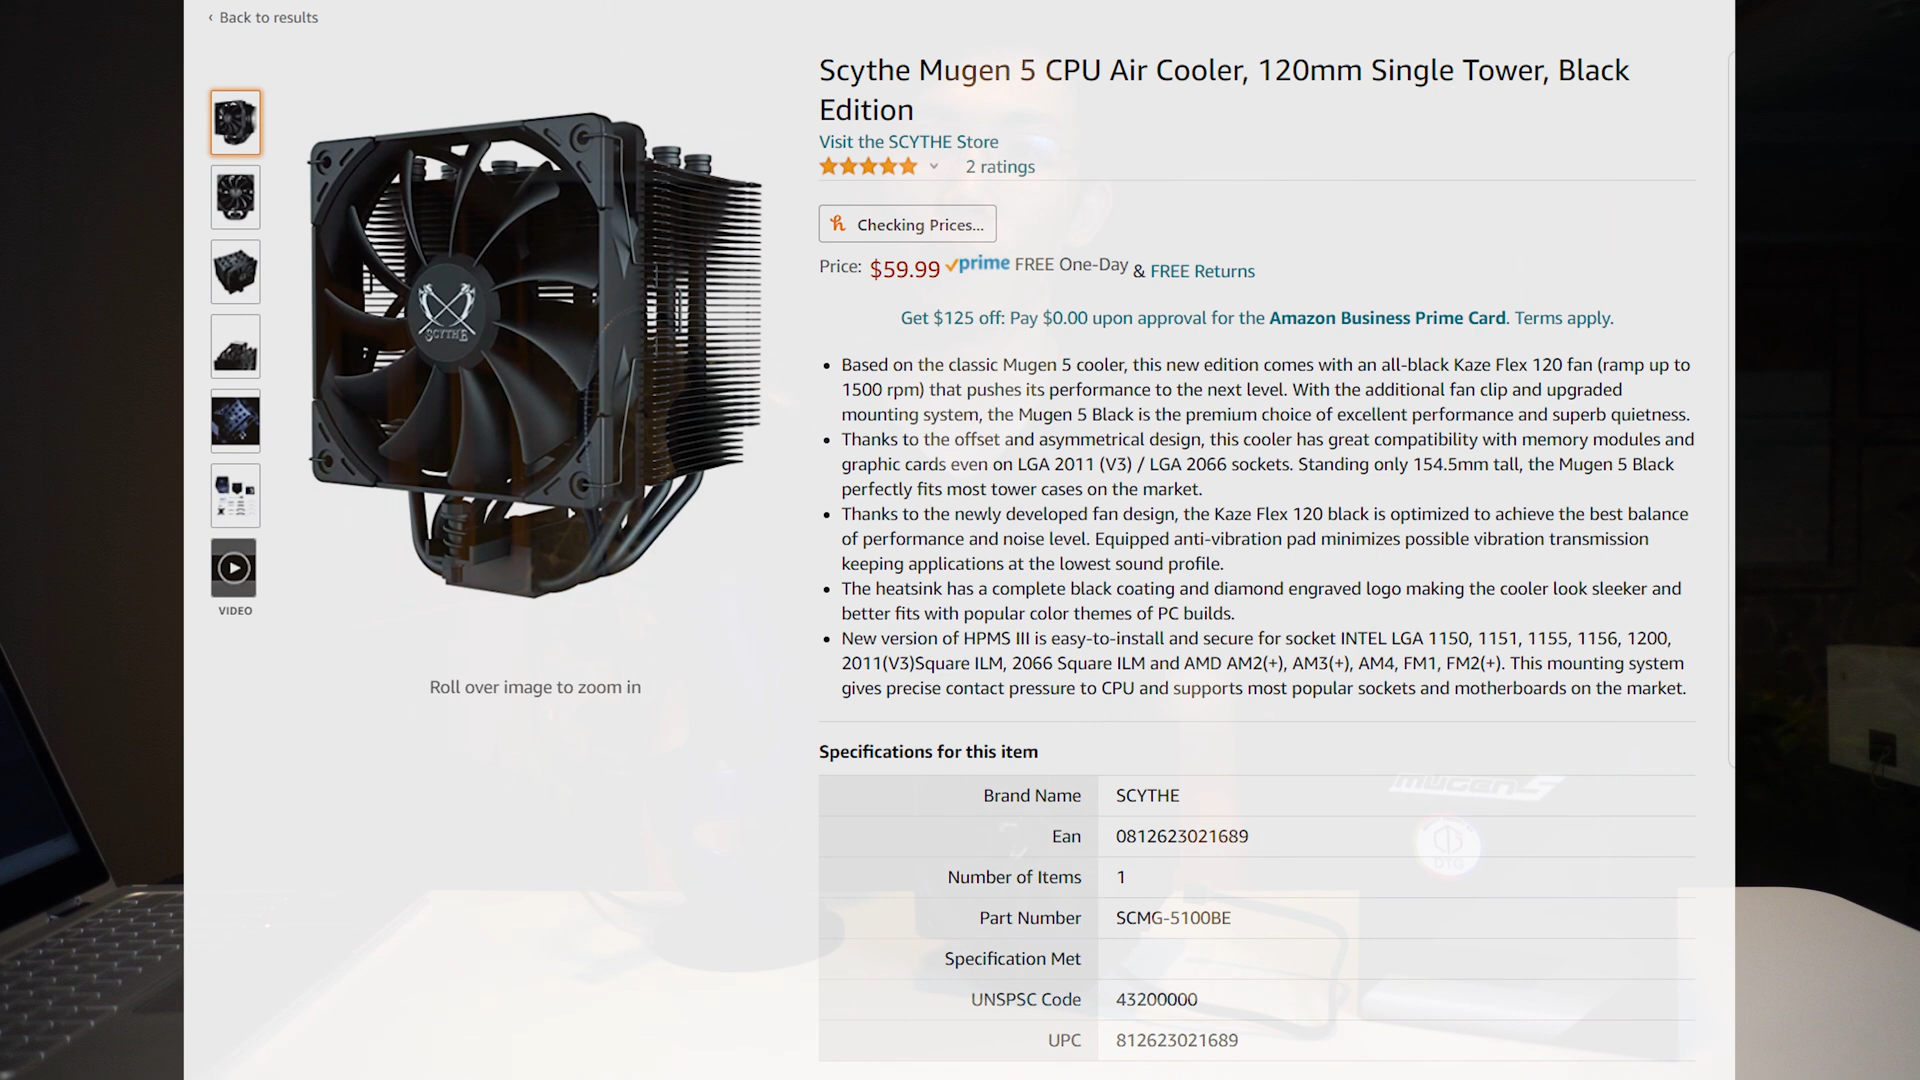 ‹ Back to results
Scythe Mugen 5 CPU Air Cooler, 120mm Single Tower, Black
Edition
Visit the SCYTHE Store
2 ratings
Checking Prices...
Price: $59.99 prime FREE One-Day & FREE Returns
Get $125 off: Pay $0.00 upon approval for the Amazon Business Prime Card. Terms apply.
• Based on the classic Mugen 5 cooler, this new edition comes with an all-black Kaze Flex 120 fan (ramp up to
1500 rpm) that pushes its performance to the next level. With the additional fan clip and upgraded
mounting system, the Mugen 5 Black is the premium choice of excellent performance and superb quietness.
• Thanks to the offset and asymmetrical design, this cooler has great compatibility with memory modules and
graphic cards even on LGA 2011 (V3) / LGA 2066 sockets. Standing only 154.5mm tall, the Mugen 5 Black
perfectly fits most tower cases on the market.
• Thanks to the newly developed fan design, the Kaze Flex 120 black is optimized to achieve the best balance
of performance and noise level. Equipped anti-vibration pad minimizes possible vibration transmission
keeping applications at the lowest sound profile.
• The heatsink has a complete black coating and diamond engraved logo making the cooler look sleeker and
better fits with popular color themes of PC builds.
• New version of HPMS III is easy-to-install and secure for socket INTEL LGA 1150, 1151, 1155, 1156, 1200,
2011(V3)Square ILM, 2066 Square ILM and AMD AM2(+), AM3(+), AM4, FM1, FM2(+). This mounting system
gives precise contact pressure to CPU and supports most popular sockets and motherboards on the market.
SCYTHE
VIDEO
Roll over image to zoom in
Specifications for this item
Brand Name SCYTHE
Ean 0812623021689
Number of Items 1
Part Number SCMG-5100BE
Specification Met
UNSPSC Code 43200000
UPC 812623021689
MUGEN 5
DTG